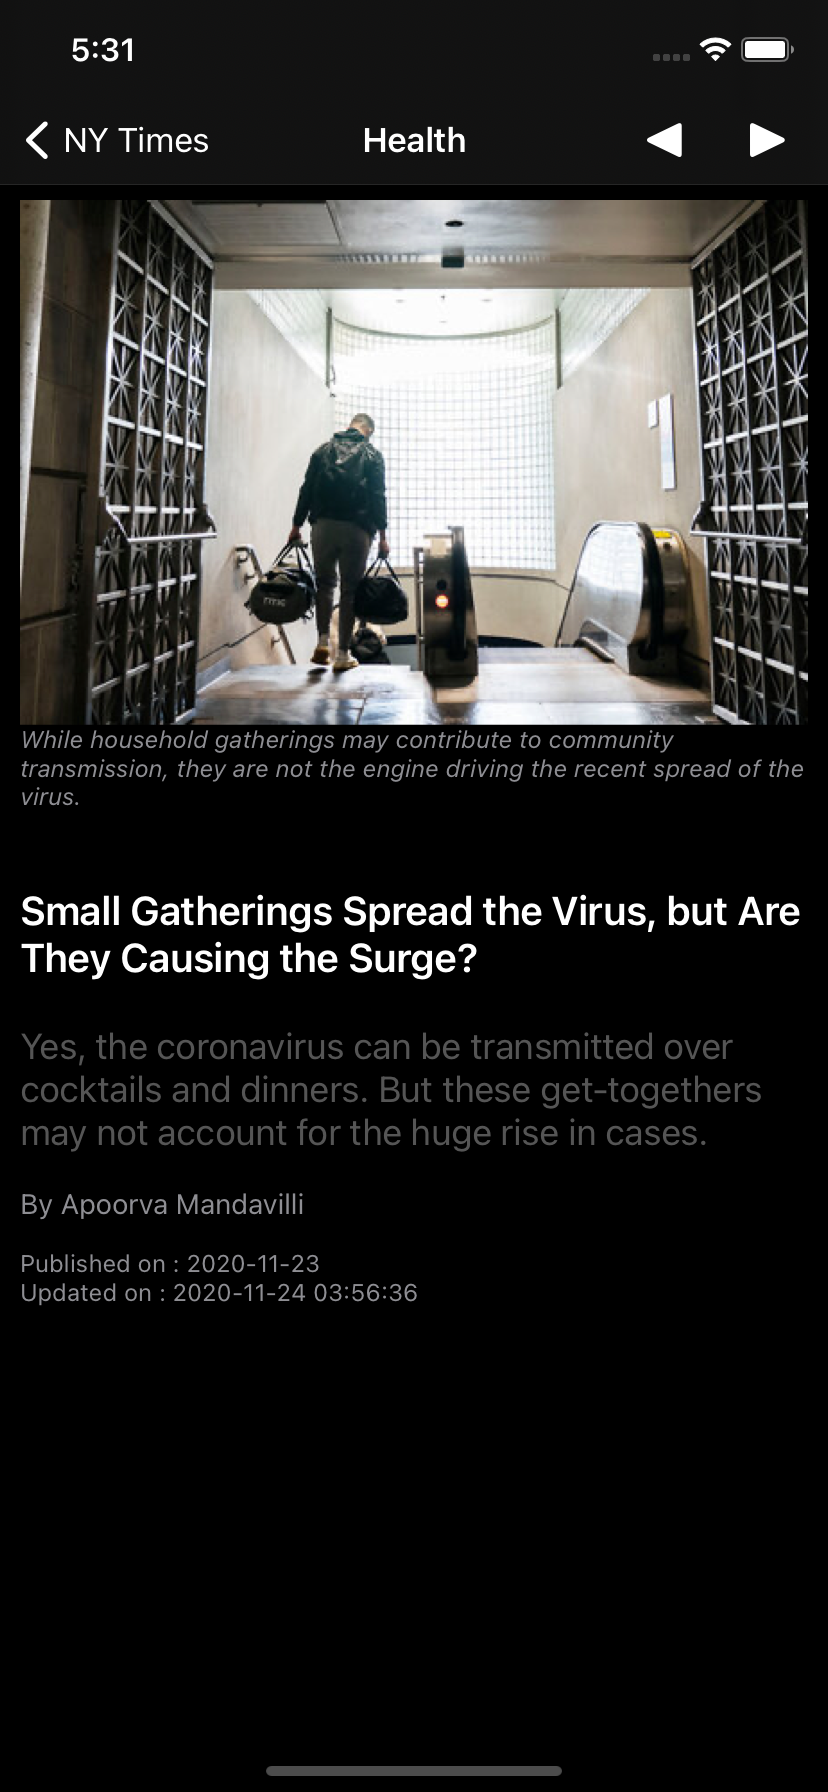 5:31
NY Times
Health
While household gatherings may contribute to community
transmission, they are not the engine driving the recent spread of the
virus.
Small Gatherings Spread the Virus, but Are
They Causing the Surge?
Yes, the coronavirus can be transmitted over
cocktails and dinners. But these get-togethers
may not account for the huge rise in cases.
By Apoorva Mandavilli
Published on : 2020-11-23
Updated on : 2020-11-24 03:56:36